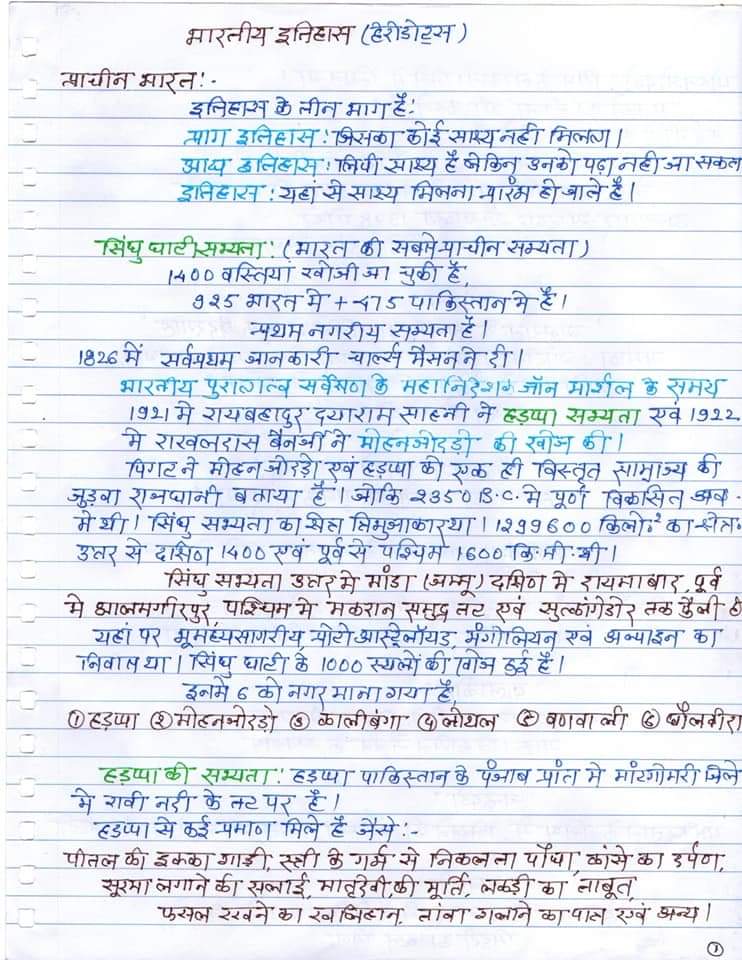 भारतीय इतिहास (हेरीडोट्स)
प्राचीन भारत:-
इतिहास के तीन भाग है:
प्राग इतिहास: जिसका कोई साक्ष्य नही मिलता।
आद्य इतिहास: लिपी साक्ष्य है लेकिन उनको पढ़ा नही जा सकता
इतिहास: यहां से साक्ष्य मिलना प्रारंभ हो जाते है।
सिंघु घाटी सभ्यता: (भारत की सबसे प्राचीन सभ्यता)
1400 वस्तिया खोजी जा चुकी है,
925 भारत मे + 475 पाकिस्तान मे है।
प्रथम नगरीय सभ्यता है।
1826 में सर्वप्रथम जानकारी चार्ल्स मैसन ने दी।
भारतीय पुरातात्व सर्वेक्षण के महानिदेशक जॉन मार्शल के समय
1921 मे रायबहादुर दयाराम साहनी ने हड़प्पा सभ्यता एवं 1922
मे राखलदास बैनर्जी ने मोहनजोदड़ो की खोज की।
पिगट ने मोहनजोदड़ो एवं हड़प्पा को एक ही विस्तृत साम्राज्य की
जुड़वा राजधानी बताया है। जोकि 2350 B.C. मे पूर्ण विकसित अव-
मे थी। सिंधु सभ्यता का क्षेत्र त्रिभुजाकार था। 1299600 किलो.² का क्षेत्र.
उत्तर से दक्षिण 1400 एवं पूर्व से पश्चिम 1600 कि.मी. थी।
सिंघु सभ्यता उत्तर मे मांडा (जम्मू) दक्षिण मे दायमाबार, पूर्व
मे आलमगीरपुर, पश्चिम मे मकरान समुद्र तट एवं सुत्कांगेडोर तक फैली है
यहां पर भूमध्यसागरीय, प्रोटोआस्ट्रेलॉयड, मंगोलियन एवं अल्पाइन का
निवास था। सिंघु घाटी के 1000 स्थलों की खोज हुई है।
इनमे 6 को नगर माना गया है
① हड़प्पा ② मोहनजोदड़ो ③ कालीबंगा ④ लोथल ⑤ बणवाली ⑥ धौलवीरा
हड़प्पा की सभ्यता: हड़प्पा पाकिस्तान के पंजाब प्रांत मे मांटगोमरी जिले
मे रावी नदी के तट पर है।
हड़प्पा से कई प्रमाण मिले है जैसे:-
पीतल की इक्का गाड़ी, स्त्री के गर्भ से निकलता पौधा, कांसे का दर्पण,
सूरमा लगाने की सलाई, मातृदेवी की मूर्ति, लकड़ी का ताबूत,
फसल रखने का खलिहान, तांबा गलाने का पात्र एवं अन्य।
①